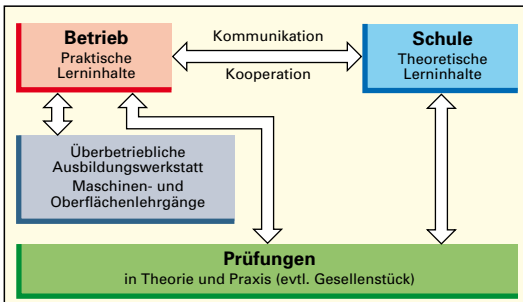 Betrieb
Praktische
Lerninhalte
Kommunikation
Kooperation
Schule
Theoretische
Lerninhalte
Überbetriebliche
Ausbildungswerkstatt
Maschinen- und
Oberflächenlehrgänge
Prüfungen
in Theorie und Praxis (evtl. Gesellenstück)